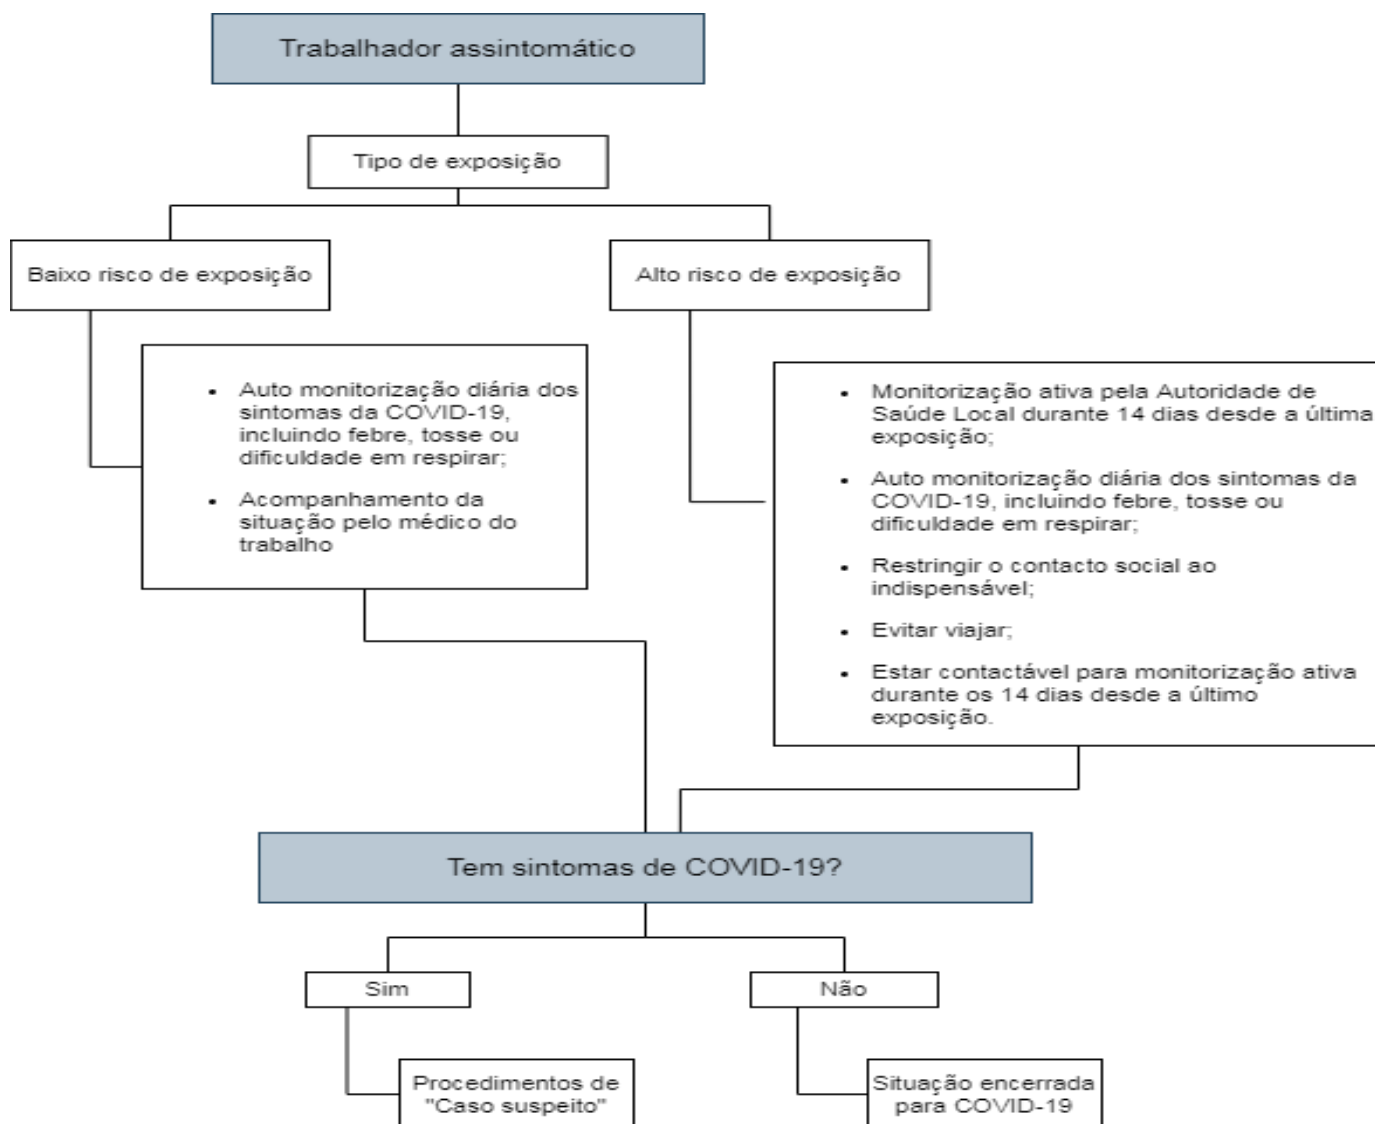 Trabalhador assintomático
Tipo de exposição
Baixo risco de exposição
Alto risco de exposição
• Auto monitorização diária dos
sintomas da COVID-19,
incluindo febre, tosse ou
dificuldade em respirar;
• Acompanhamento da
situação pelo médico do
trabalho
• Monitorização ativa pela Autoridade de
Saúde Local durante 14 dias desde a última
exposição;
• Auto monitorização diária dos sintomas da
COVID-19, incluindo febre, tosse ou
dificuldade em respirar;
• Restringir o contacto social ao
indispensável;
• Evitar viajar;
• Estar contactável para monitorização ativa
durante os 14 dias desde a último
exposição.
Tem sintomas de COVID-19?
Sim
Não
Procedimentos de
"Caso suspeito"
Situação encerrada
para COVID-19